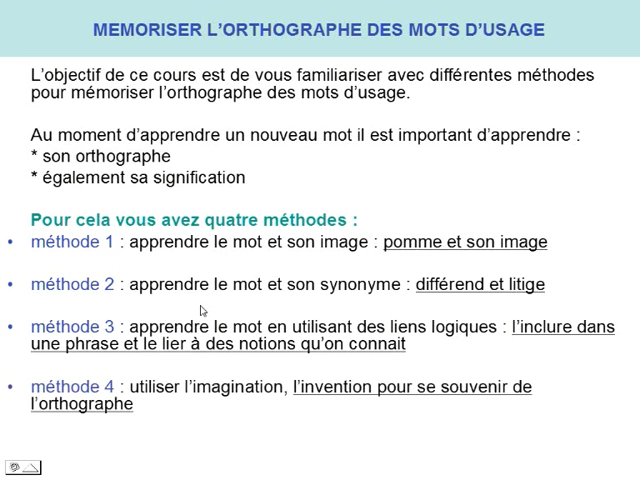 MEMORISER L’ORTHOGRAPHE DES MOTS D’USAGE
L’objectif de ce cours est de vous familiariser avec différentes méthodes
pour mémoriser l’orthographe des mots d’usage.
Au moment d’apprendre un nouveau mot il est important d’apprendre :
* son orthographe
* également sa signification
Pour cela vous avez quatre méthodes :
• méthode 1 : apprendre le mot et son image : pomme et son image
• méthode 2 : apprendre le mot et son synonyme : différend et litige
• méthode 3 : apprendre le mot en utilisant des liens logiques : l’inclure dans
une phrase et le lier à des notions qu’on connait
• méthode 4 : utiliser l’imagination, l’invention pour se souvenir de
l’orthographe